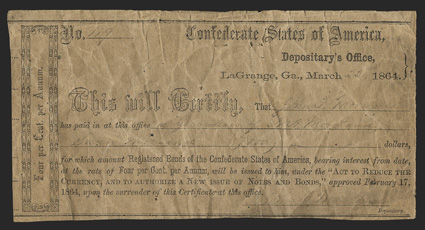 No.
Confederate States of America,
Depositary's Office,
LaGrange, Ga., March 1864.
This will Certify, That
has paid in at this office
dollars,
for which amount Registered Bonds of the Confederate States of America, bearing interest from date,
at the rate of Four per Cent. per Annum, will be issued to him, under the "Act to Reduce the
Currency, and to authorize a New Issue of Notes and Bonds," approved February 17,
1864, upon the surrender of this Certificate at this office.
Depositary.
Four per Cent. per Annum.